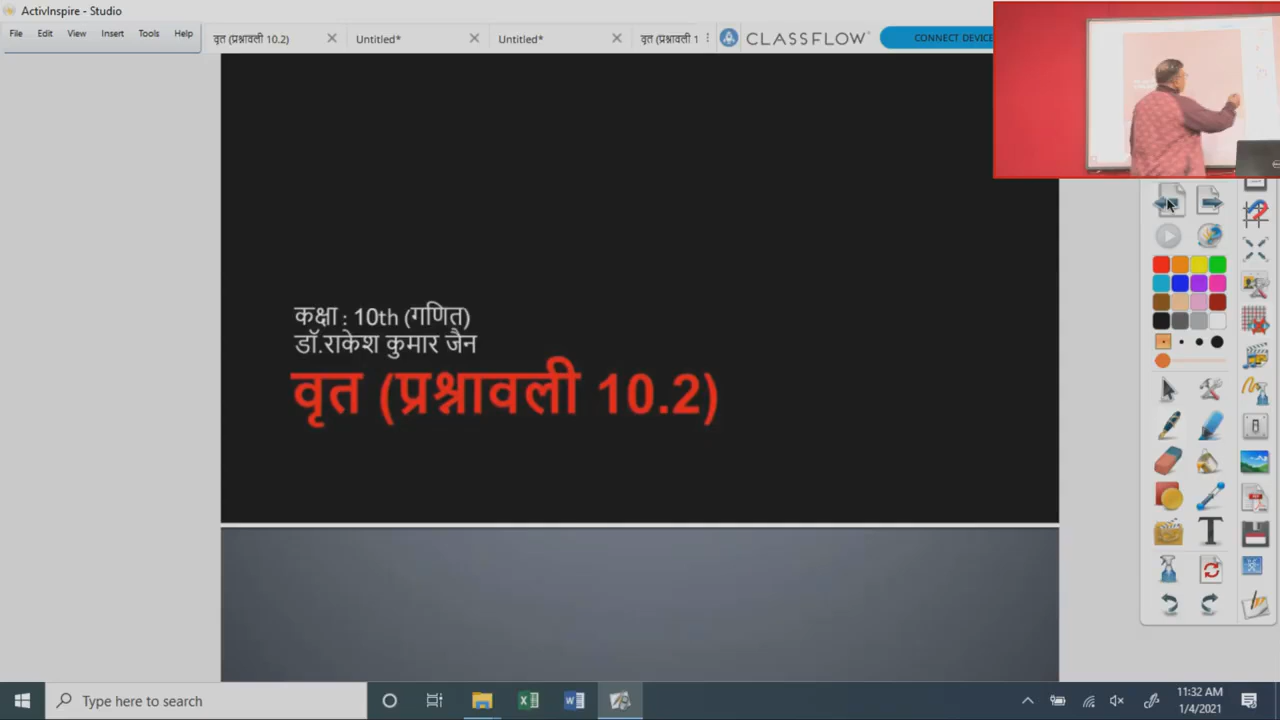 ActivInspire - Studio
File Edit View Insert Tools Help
वृत (प्रश्नावली 10.2)
Untitled*
Untitled*
वृत (प्रश्नावली 1
CLASSFLOW
CONNECT DEVICE
कक्षा : 10th (गणित)
डॉ.राकेश कुमार जैन
वृत (प्रश्नावली 10.2)
T
Type here to search
11:32 AM
1/4/2021